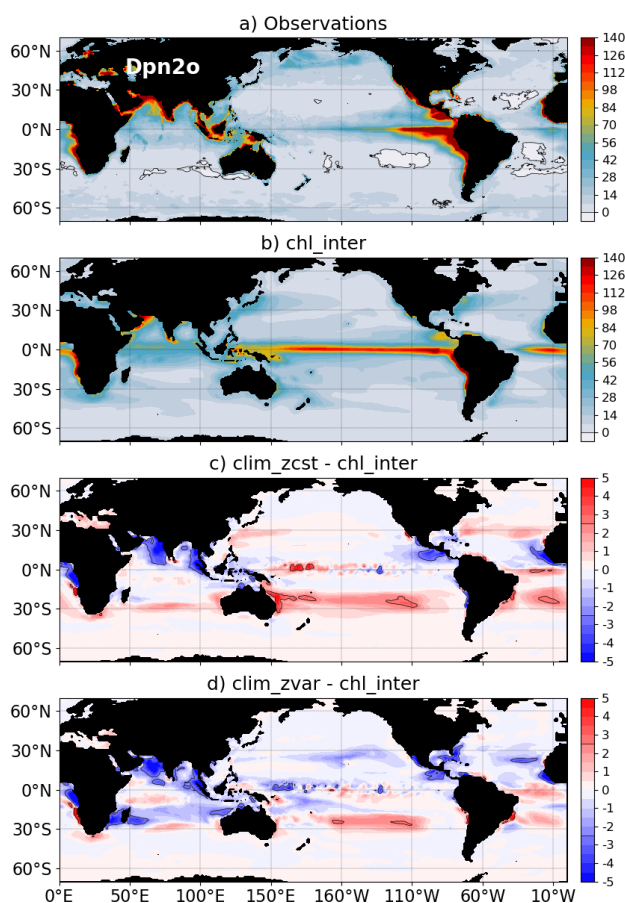 a) Observations
60°N
30°N
0°N
30°S
60°S
Dpn2o
140
126
112
98
84
70
56
42
28
14
0
b) chl_inter
60°N
30°N
0°N
30°S
60°S
140
126
112
98
84
70
56
42
28
14
0
c) clim_zcst - chl_inter
60°N
30°N
0°N
30°S
60°S
5
4
3
2
1
0
-1
-2
-3
-4
-5
d) clim_zvar - chl_inter
60°N
30°N
0°N
30°S
60°S
5
4
3
2
1
0
-1
-2
-3
-4
-5
0°E 50°E 100°E 150°E 160°W 110°W 60°W 10°W